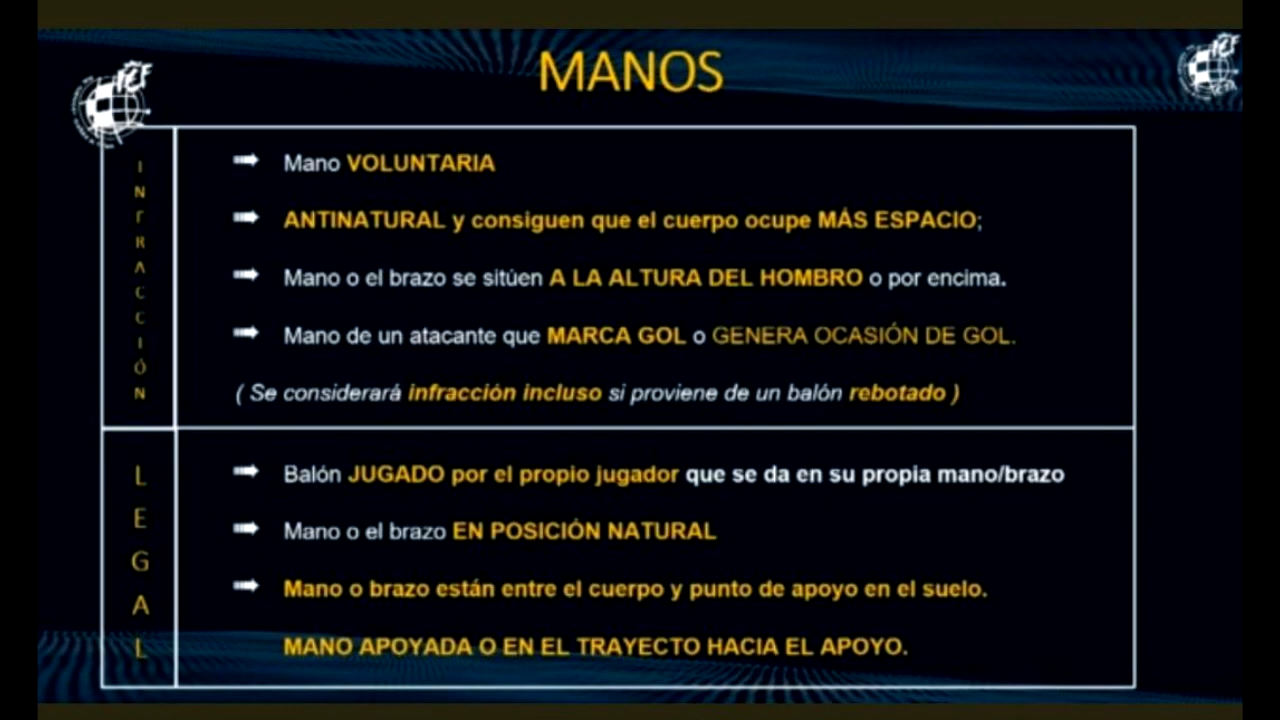 MANOS
INFRACCIÓN
Mano VOLUNTARIA
ANTINATURAL y consiguen que el cuerpo ocupe MÁS ESPACIO;
Mano o el brazo se sitúen A LA ALTURA DEL HOMBRO o por encima.
Mano de un atacante que MARCA GOL o GENERA OCASIÓN DE GOL.
( Se considerará infracción incluso si proviene de un balón rebotado )
LEGAL
Balón JUGADO por el propio jugador que se da en su propia mano/brazo
Mano o el brazo EN POSICIÓN NATURAL
Mano o brazo están entre el cuerpo y punto de apoyo en el suelo.
MANO APOYADA O EN EL TRAYECTO HACIA EL APOYO.